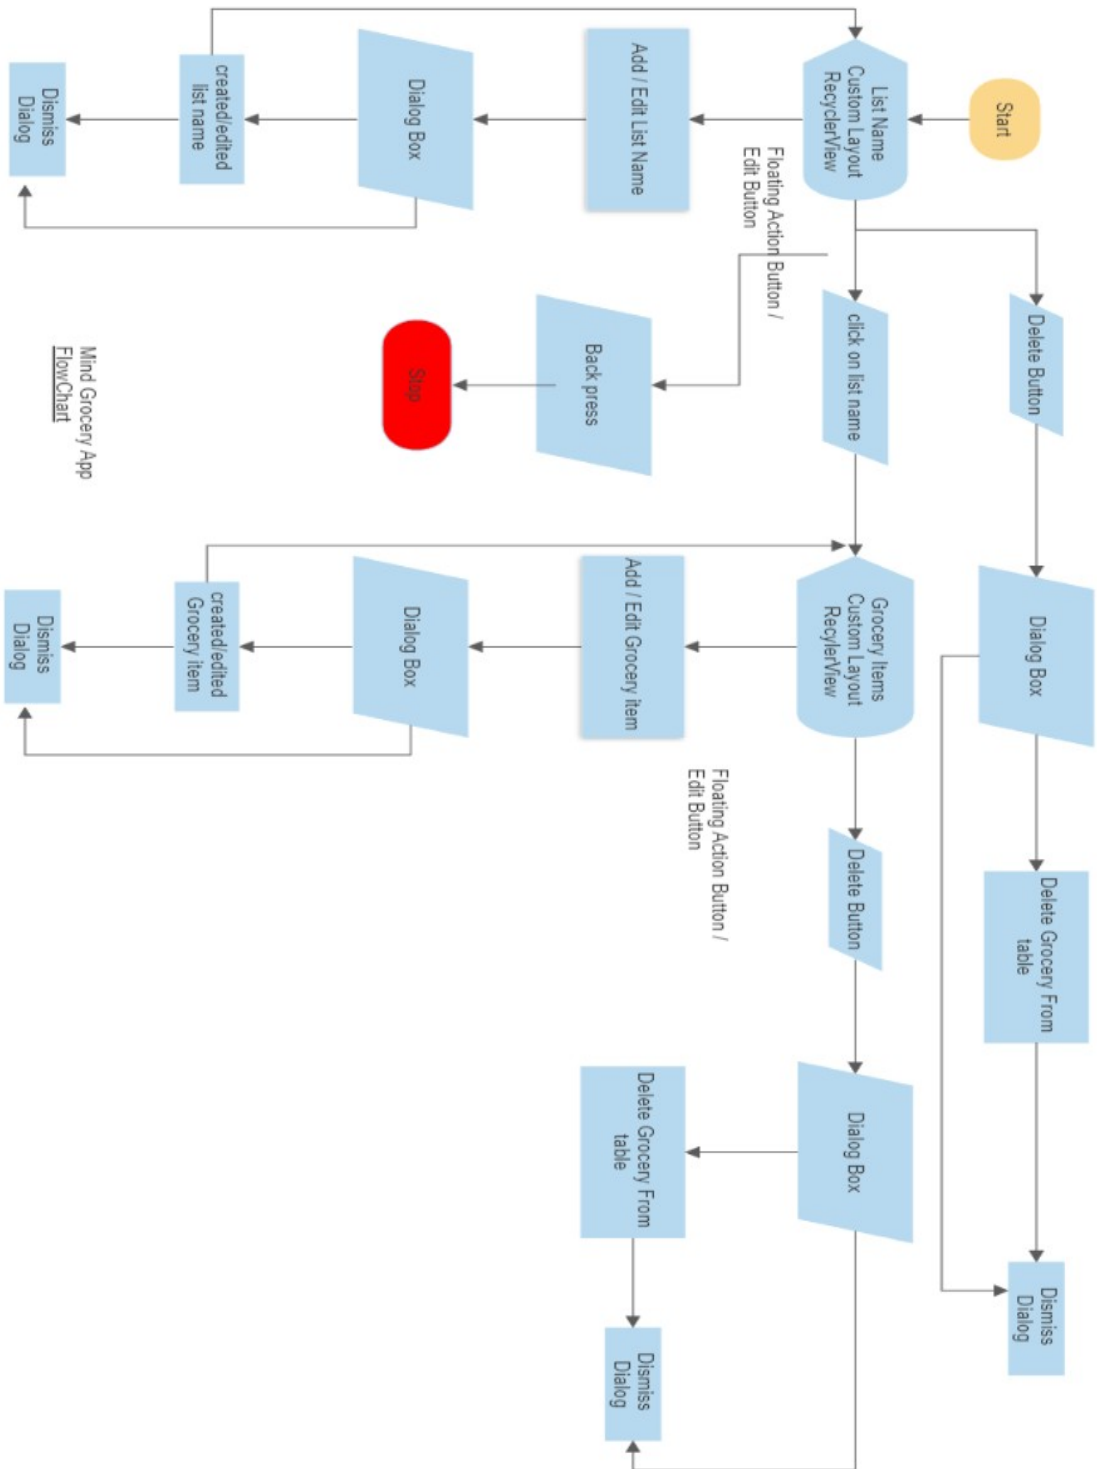 Start
Delete Button
Dialog Box
Delete Grocery From
table
Dismiss
Dialog
List Name
Custom Layout
RecyclerView
click on list name
Grocery Items
Custom Layout
RecylerView
Delete Button
Dialog Box
Floating Action Button /
Edit Button
Floating Action Button /
Edit Button
Add / Edit List Name
Back press
Add / Edit Grocery item
Delete Grocery From
table
Dismiss
Dialog
Dialog Box
Stop
Dialog Box
created/edited
list name
created/edited
Grocery item
Dismiss
Dialog
Mind Grocery App
FlowChart
Dismiss
Dialog